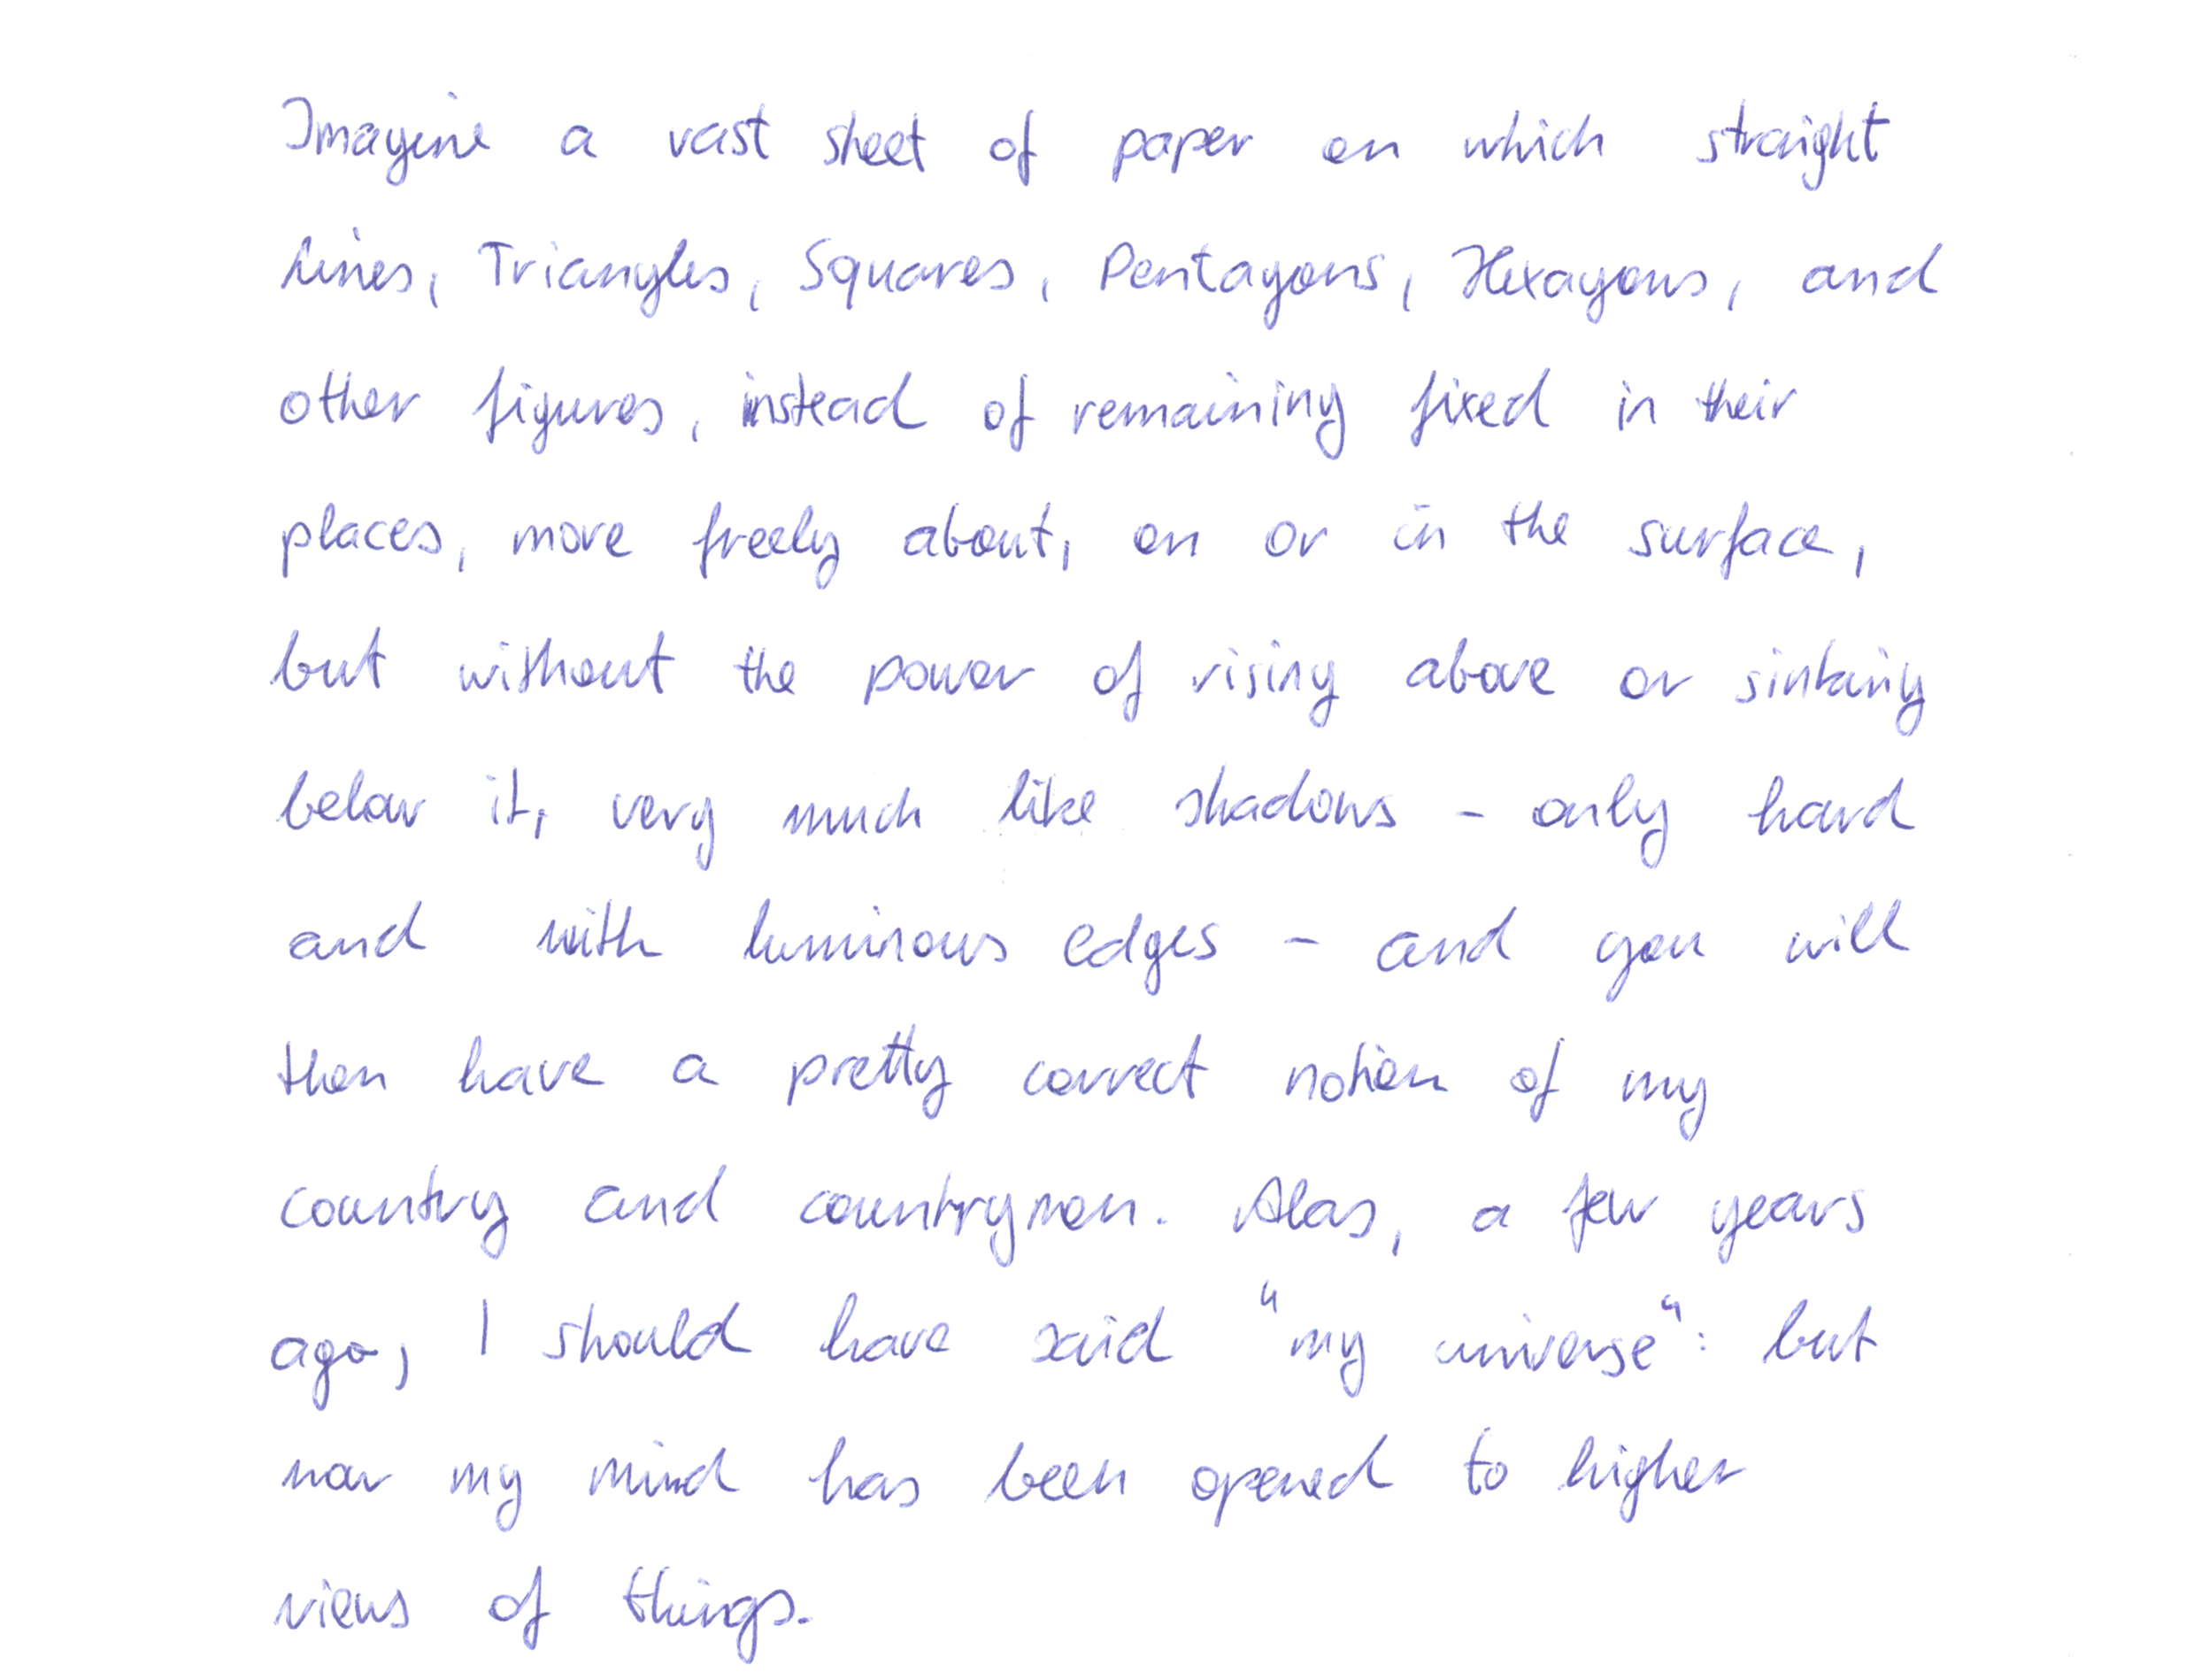 Imagine a vast sheet of paper on which straight
lines, Triangles, Squares, Pentagons, Hexagons, and
other figures, instead of remaining fixed in their
places, move freely about, on or in the surface,
but without the power of rising above or sinking
below it, very much like shadows - only hard
and with luminous edges - and you will
then have a pretty correct notion of my
country and countrymen. Alas, a few years
ago, I should have said "my universe": but
now my mind has been opened to higher
views of things.